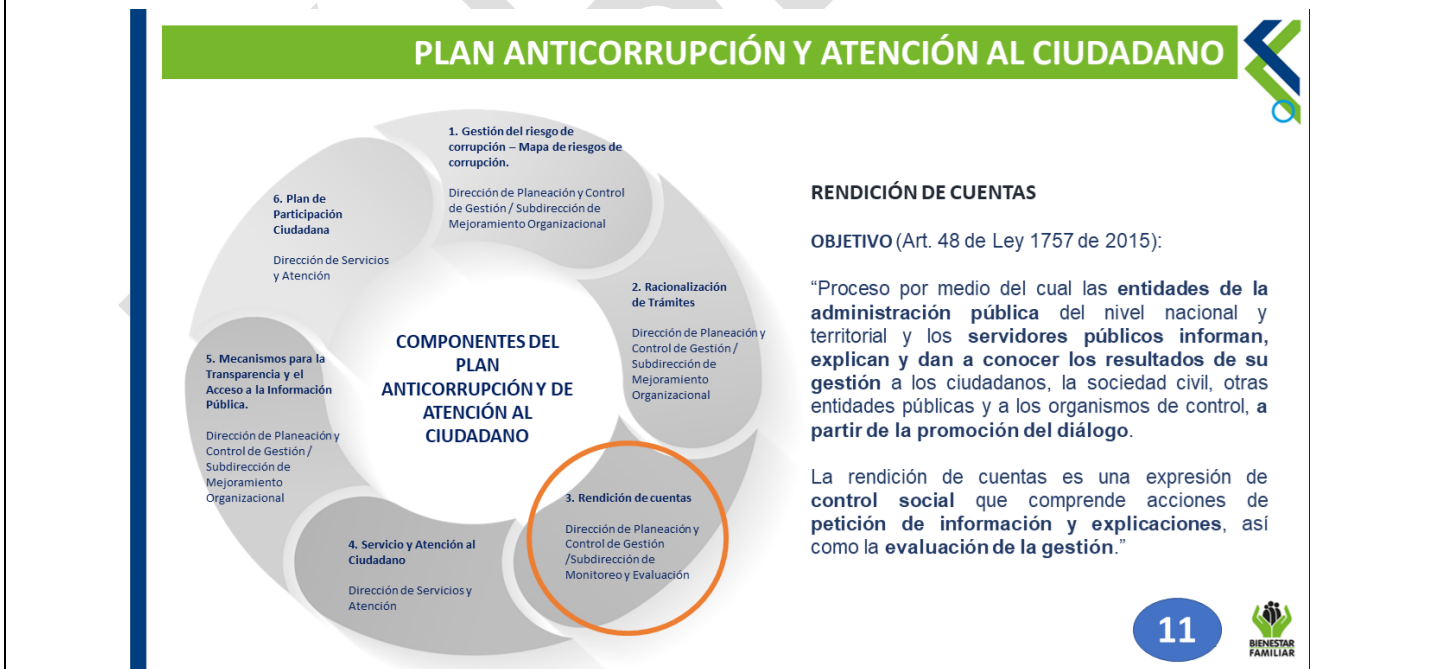 PLAN ANTICORRUPCIÓN Y ATENCIÓN AL CIUDADANO
1. Gestión del riesgo de
corrupción – Mapa de riesgos de
corrupción.
Dirección de Planeación y Control
de Gestión / Subdirección de
Mejoramiento Organizacional
2. Racionalización
de Trámites
Dirección de Planeación y
Control de Gestión /
Subdirección de
Mejoramiento
Organizacional
3. Rendición de cuentas
Dirección de Planeación y
Control de Gestión
/Subdirección de
Monitoreo y Evaluación
4. Servicio y Atención al
Ciudadano
Dirección de Servicios y
Atención
5. Mecanismos para la
Transparencia y el
Acceso a la Información
Pública.
Dirección de Planeación y
Control de Gestión /
Subdirección de
Mejoramiento
Organizacional
6. Plan de
Participación
Ciudadana
Dirección de Servicios
y Atención
COMPONENTES DEL
PLAN
ANTICORRUPCIÓN Y DE
ATENCIÓN AL
CIUDADANO
RENDICIÓN DE CUENTAS
OBJETIVO (Art. 48 de Ley 1757 de 2015):
“Proceso por medio del cual las entidades de la
administración pública del nivel nacional y
territorial y los servidores públicos informan,
explican y dan a conocer los resultados de su
gestión a los ciudadanos, la sociedad civil, otras
entidades públicas y a los organismos de control, a
partir de la promoción del diálogo.
La rendición de cuentas es una expresión de
control social que comprende acciones de
petición de información y explicaciones, así
como la evaluación de la gestión.”
11
BIENESTAR
FAMILIAR